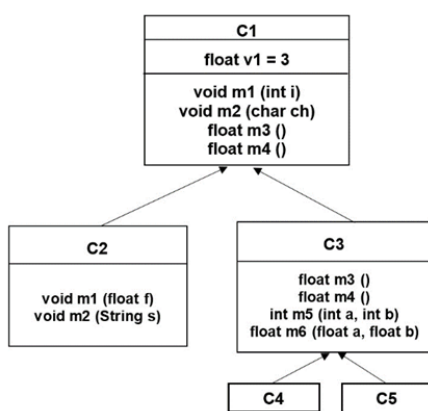 C1
float v1 = 3
void m1 (int i)
void m2 (char ch)
float m3 ()
float m4 ()
C2
void m1 (float f)
void m2 (String s)
C3
float m3 ()
float m4 ()
int m5 (int a, int b)
float m6 (float a, float b)
C4
C5